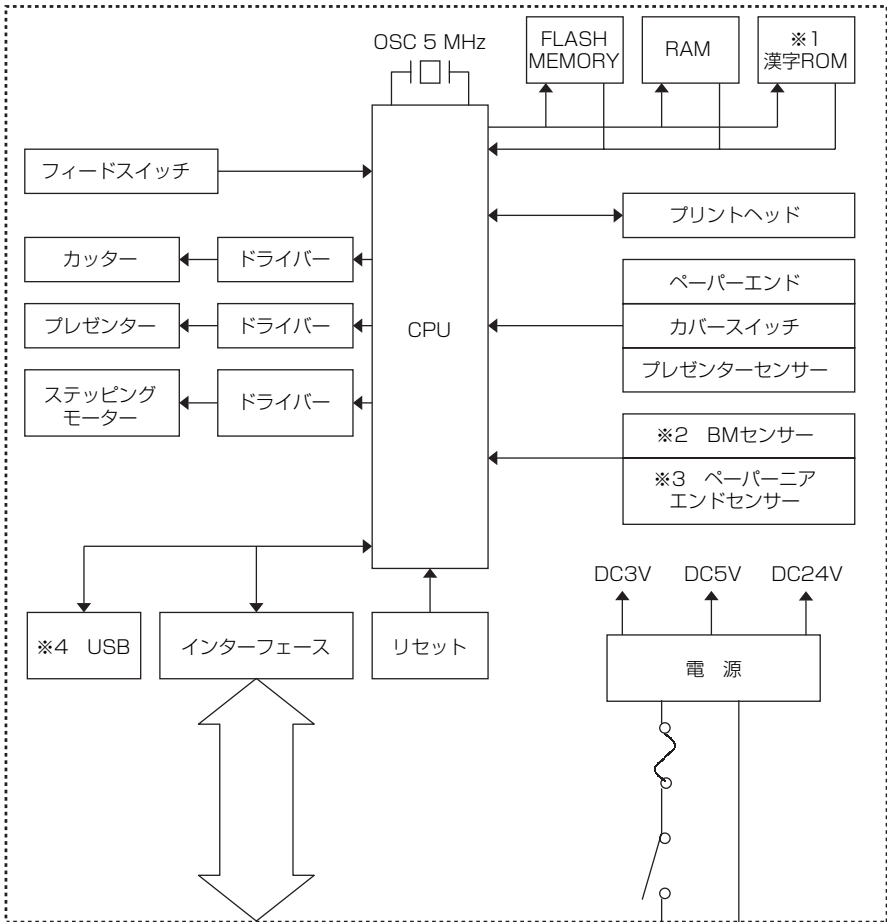 OSC 5 MHz
FLASH
MEMORY
RAM
※1
漢字ROM
フィードスイッチ
プリントヘッド
カッター
ドライバー
ペーパーエンド
プレゼンター
ドライバー
CPU
カバースイッチ
プレゼンターセンサー
ステッピング
モーター
ドライバー
※2 BMセンサー
※3 ペーパーニア
エンドセンサー
DC3V
DC5V
DC24V
※4 USB
インターフェース
リセット
電 源